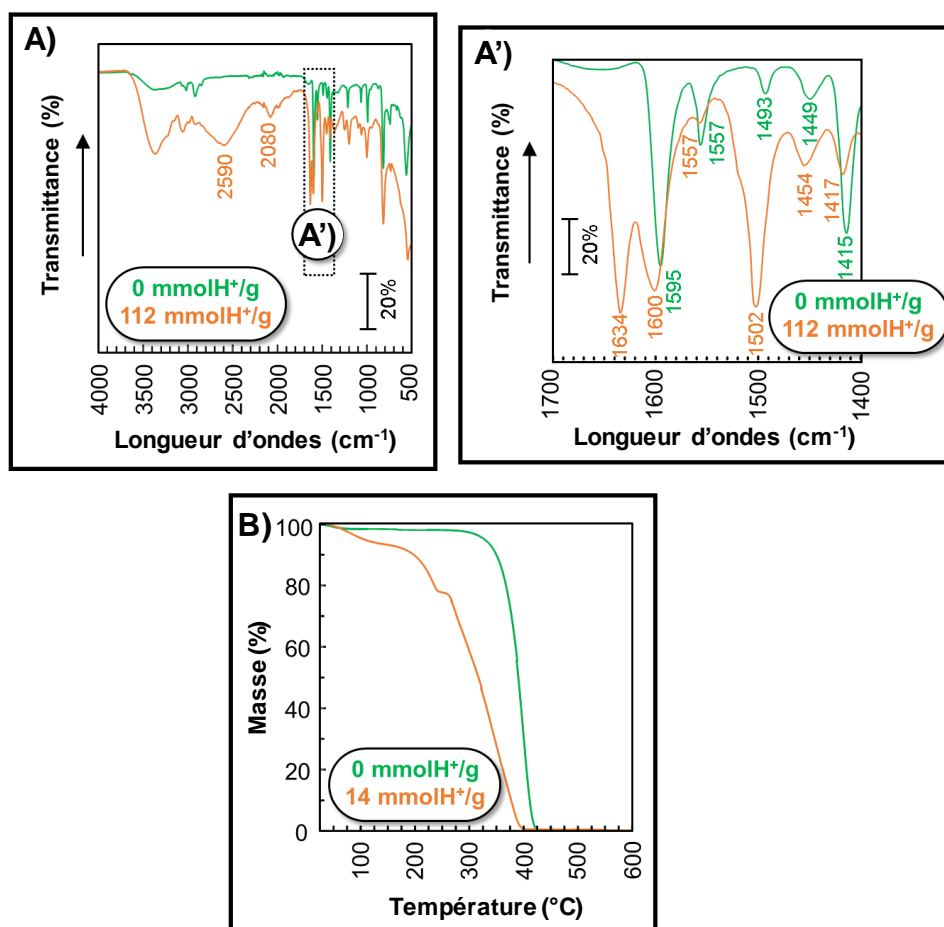 A)
Transmittance (%)
2590
2080
A')
20%
0 mmolH⁺/g
112 mmolH⁺/g
4000
3500
3000
2500
2000
1500
1000
500
Longueur d'ondes (cm⁻¹)
A')
Transmittance (%)
20%
1634
1600
1595
1557
1557
1502
1493
1454
1449
1417
1415
0 mmolH⁺/g
112 mmolH⁺/g
1700
1600
1500
1400
Longueur d'ondes (cm⁻¹)
B)
Masse (%)
100
80
60
40
20
0
0 mmolH⁺/g
14 mmolH⁺/g
100
200
300
400
500
600
Température (°C)